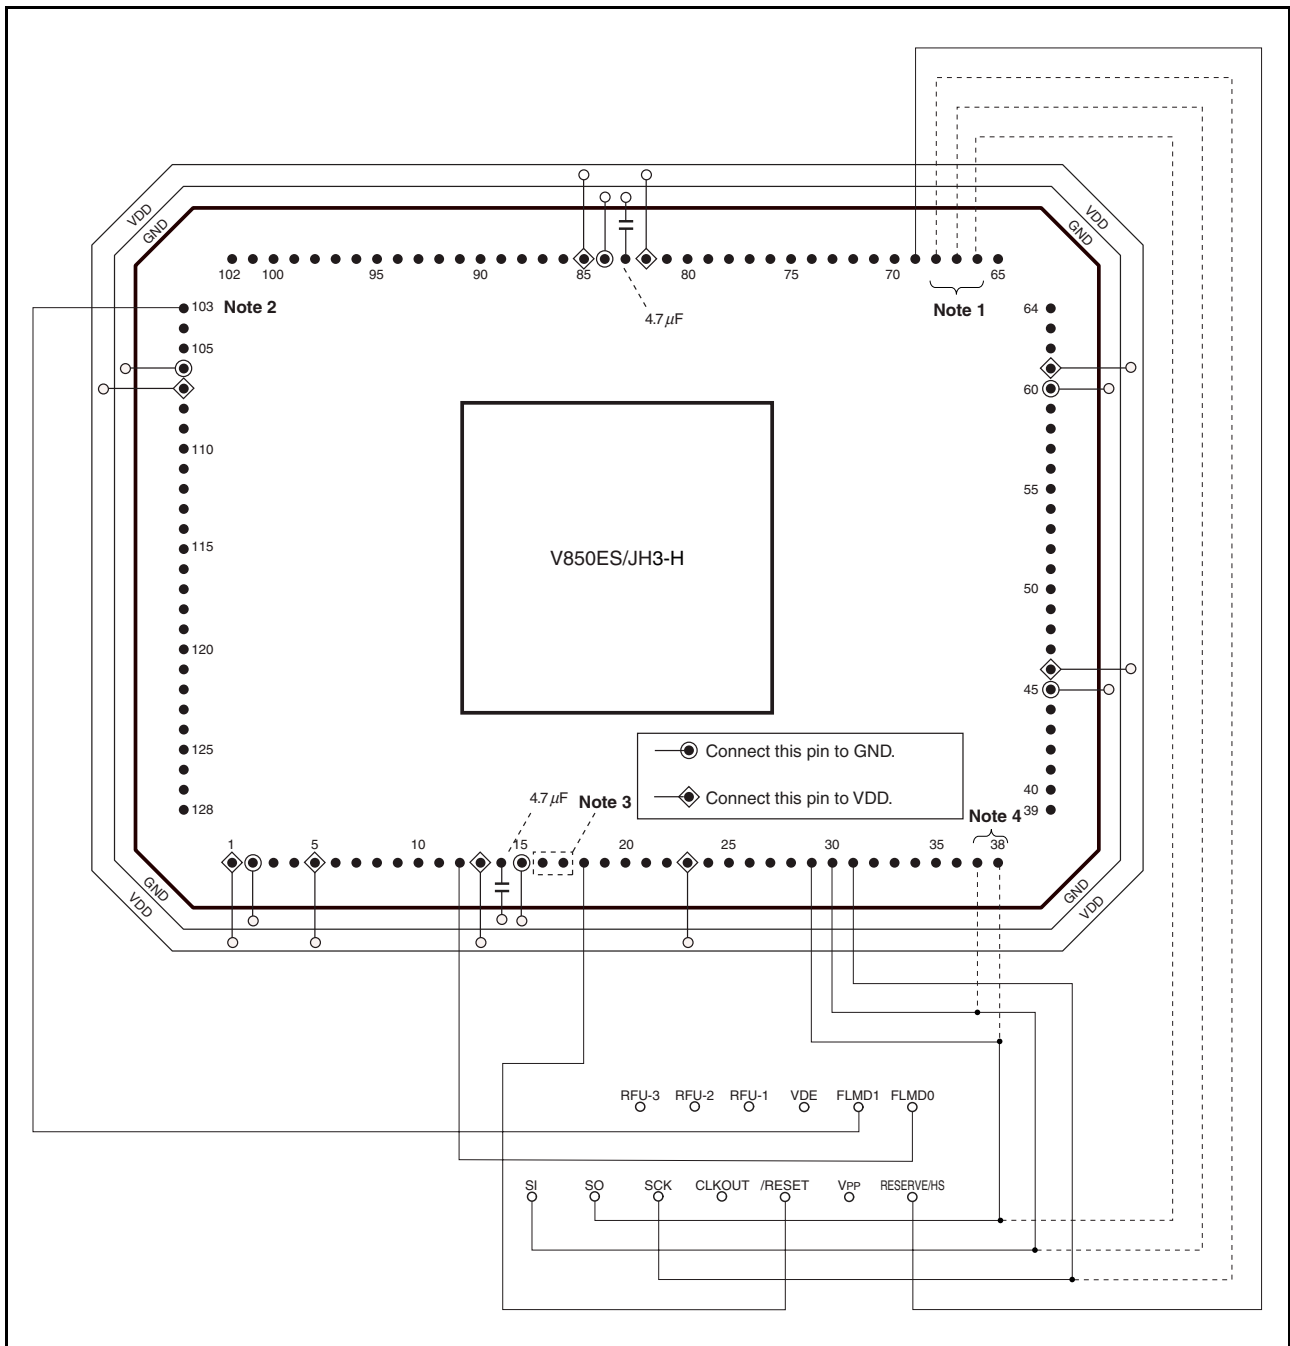 VDD
GND
VDD
GND
102 100 95 90 85 80 75 70 65
4.7 μF
Note 1
103 Note 2
105
110
115
120
125
128
64
60
55
50
45
40
39
V850ES/JH3-H
Connect this pin to GND.
Connect this pin to VDD.
4.7 μF Note 3
Note 4
1 5 10 15 20 25 30 35 38
GND
VDD
GND
VDD
RFU-3 RFU-2 RFU-1 VDE FLMD1 FLMD0
SI SO SCK CLKOUT /RESET VPP RESERVE/HS